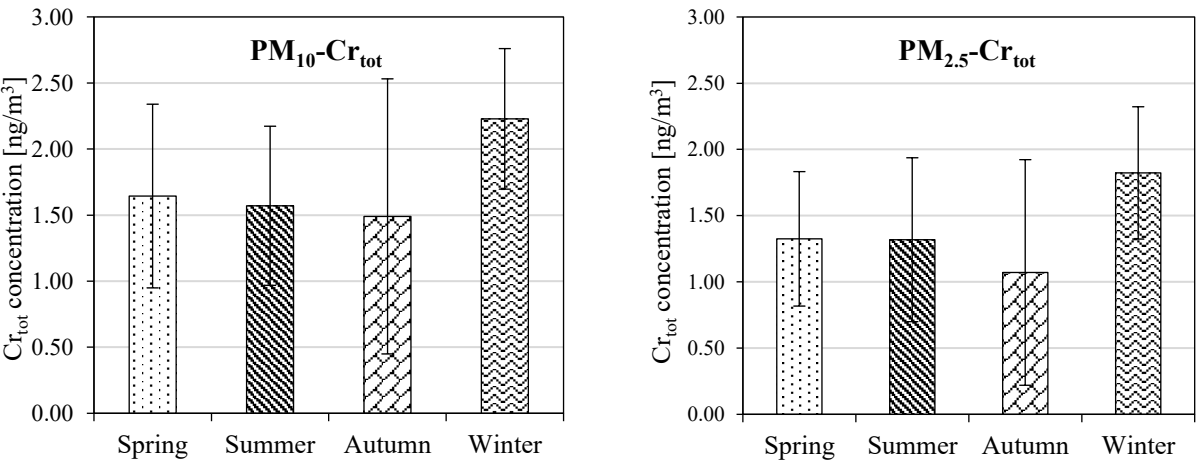 PM10-Crtot
Crtot concentration [ng/m3]
3.00
2.50
2.00
1.50
1.00
0.50
0.00
Spring Summer Autumn Winter
PM2.5-Crtot
Crtot concentration [ng/m3]
3.00
2.50
2.00
1.50
1.00
0.50
0.00
Spring Summer Autumn Winter